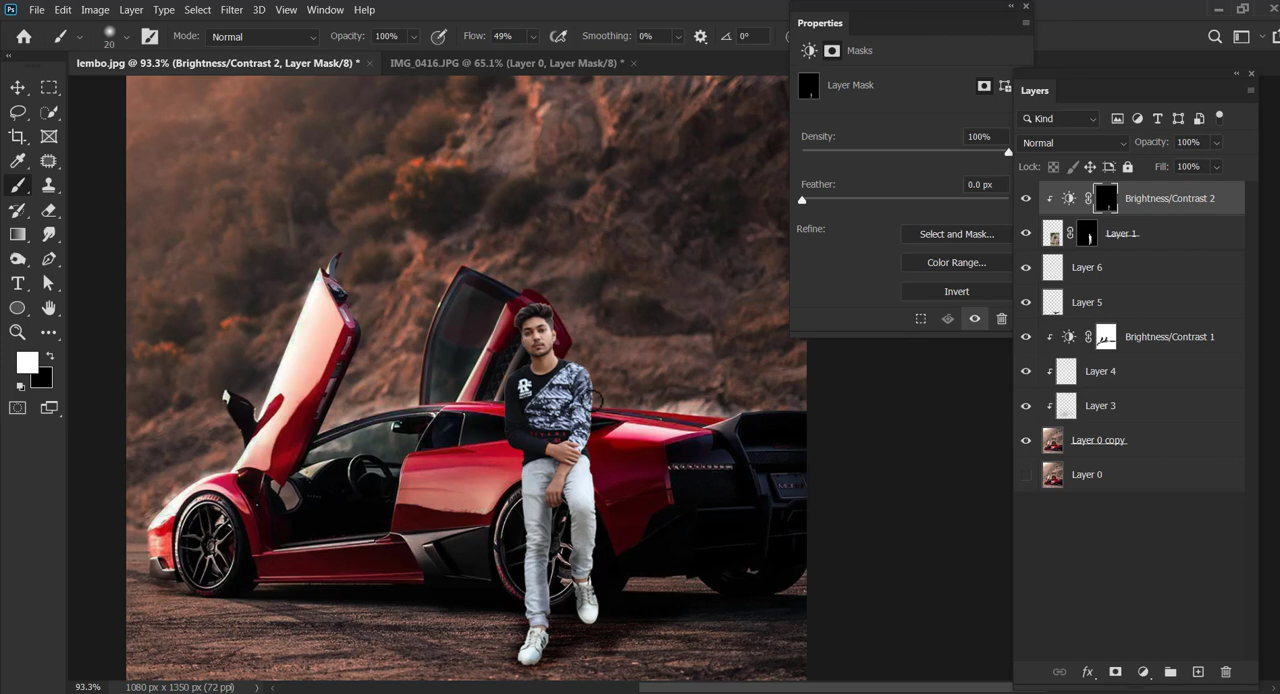 Ps File Edit Image Layer Type Select Filter 3D View Window Help
20 Mode: Normal Opacity: 100% Flow: 49% Smoothing: 0% 0°
lembo.jpg @ 93.3% (Brightness/Contrast 2, Layer Mask/8) * × IMG_0416.JPG @ 65.1% (Layer 0, Layer Mask/8) * ×
Properties
Masks
Layer Mask
Density: 100%
Feather: 0.0 px
Refine: Select and Mask...
Color Range...
Invert
Layers
Kind
Normal Opacity: 100%
Lock: Fill: 100%
Brightness/Contrast 2
Layer 1
Layer 6
Layer 5
Brightness/Contrast 1
Layer 4
Layer 3
Layer 0 copy
Layer 0
fx
93.3% 1080 px x 1350 px (72 ppi)